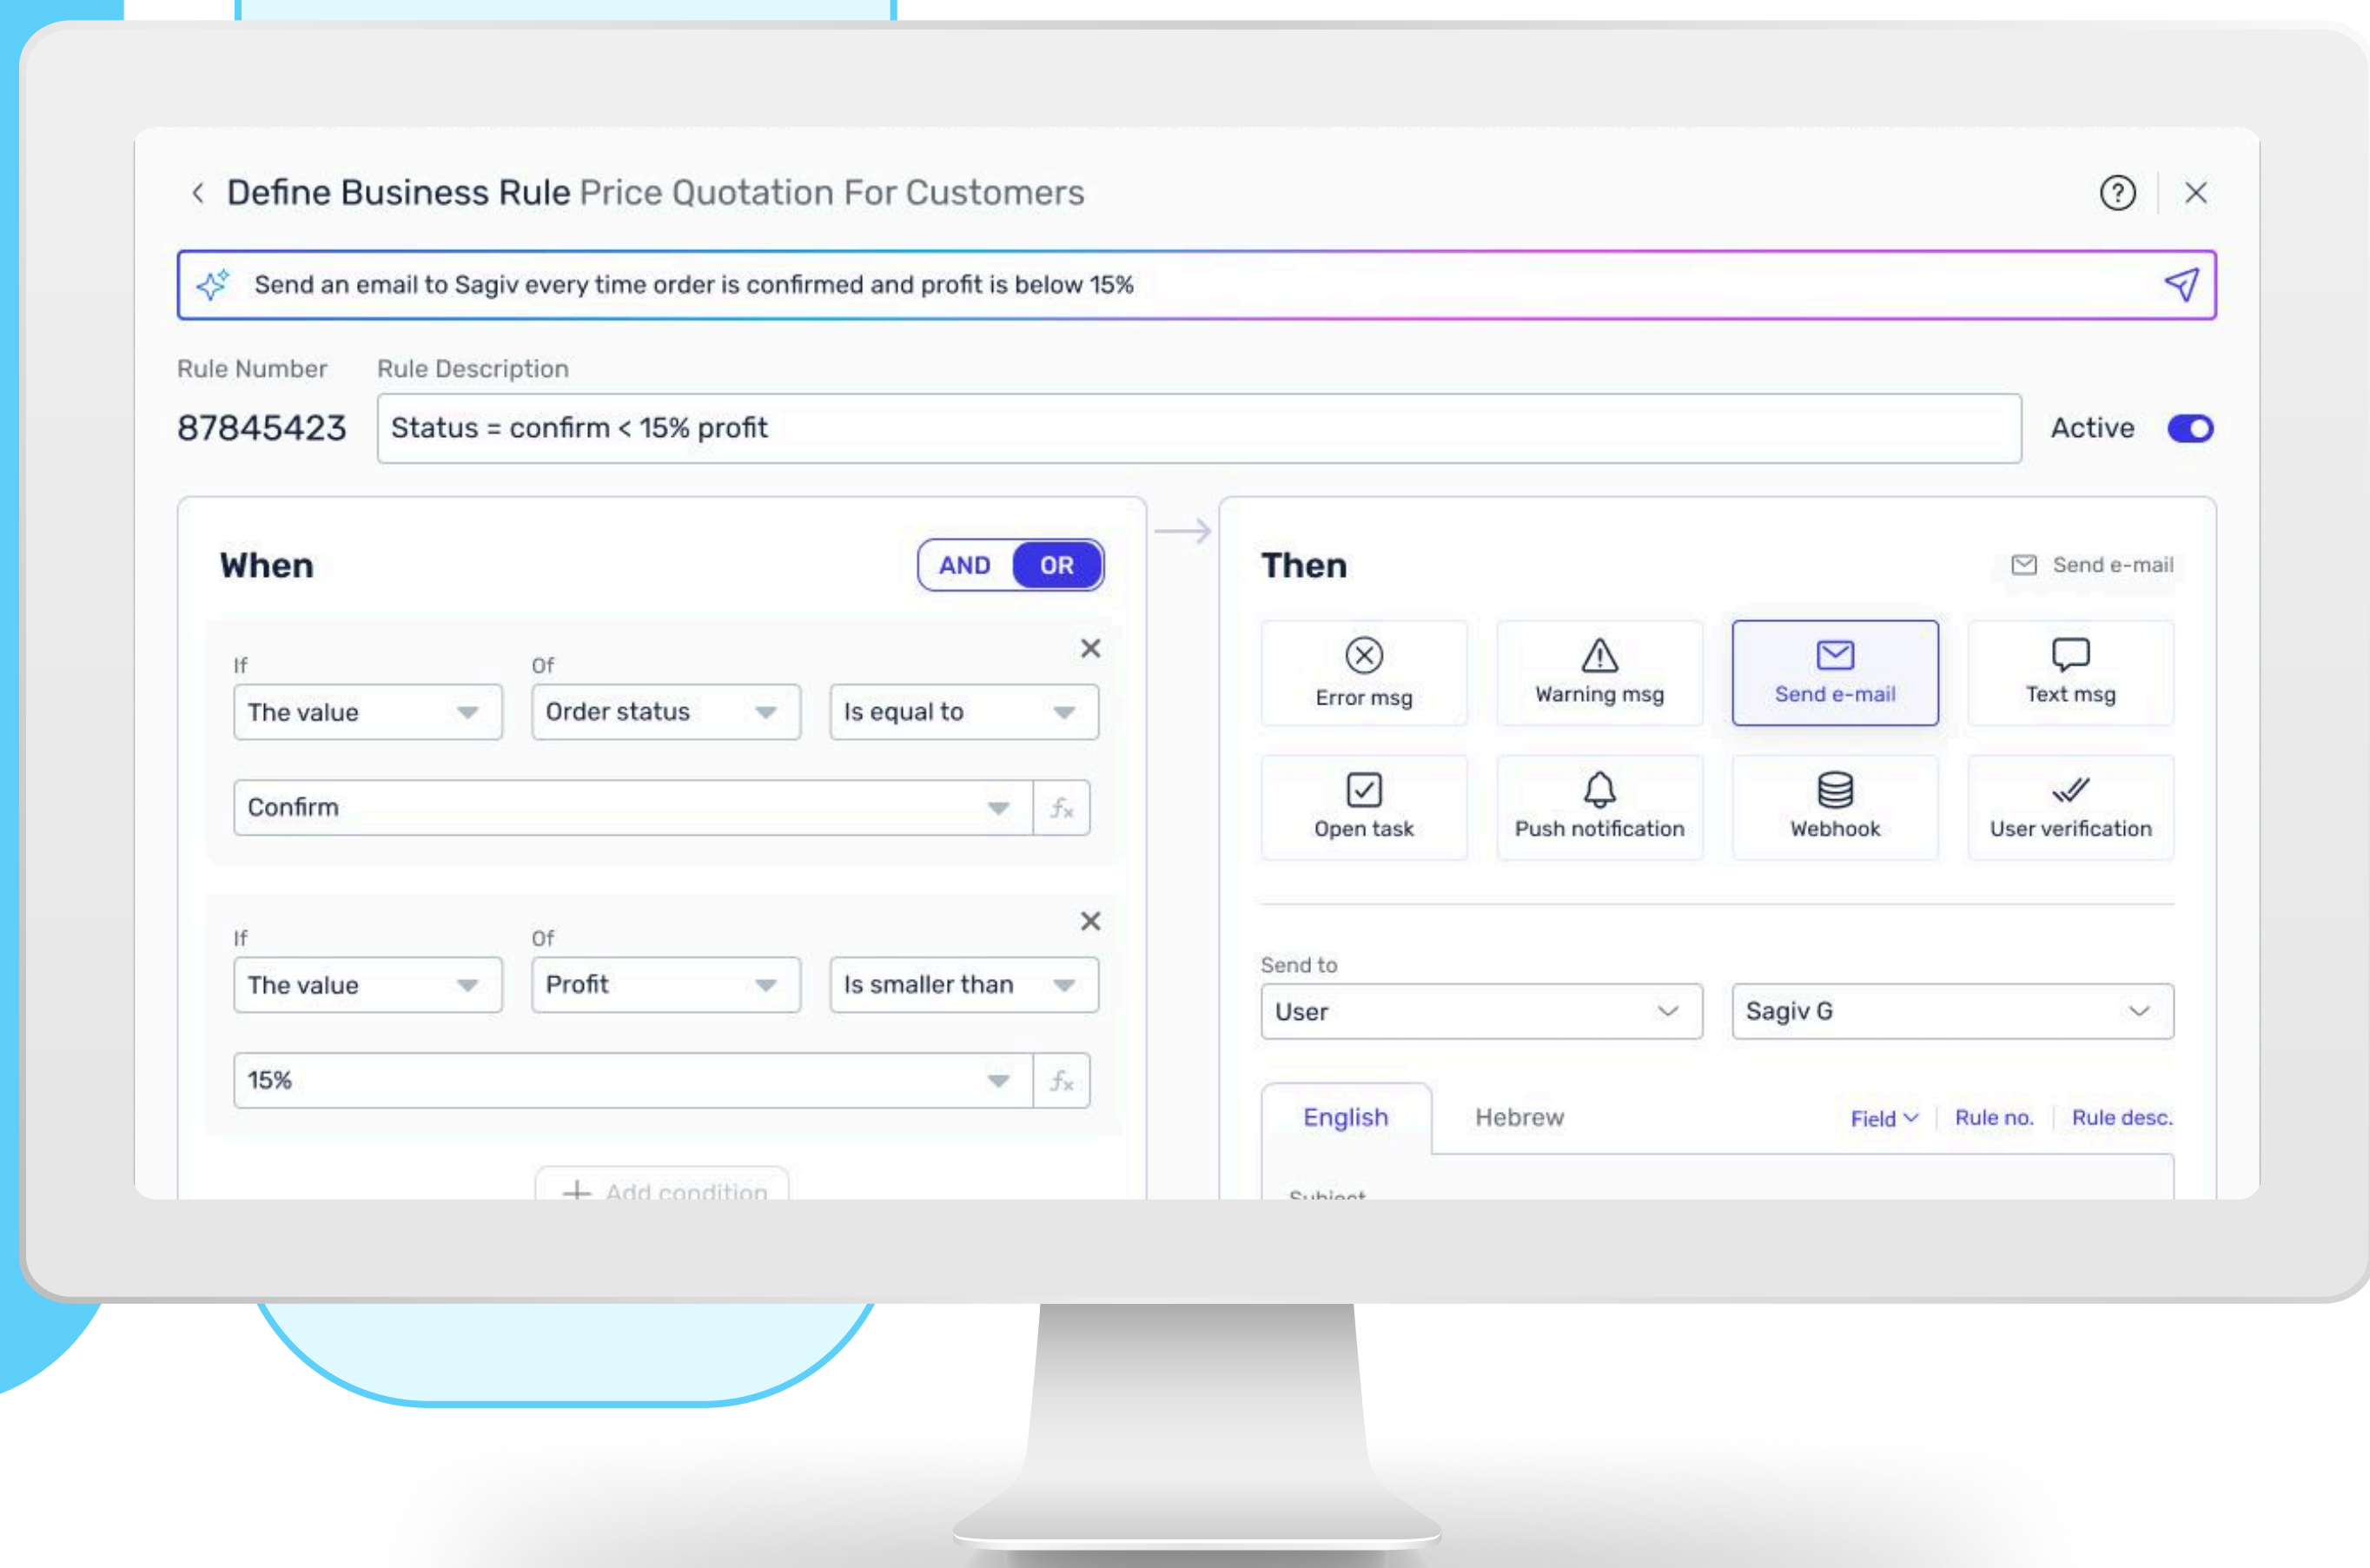 Define Business Rule Price Quotation For Customers
Send an email to Sagiv every time order is confirmed and profit is below 15%
Rule Number Rule Description
87845423 Status = confirm < 15% profit Active
When AND OR
If Of
The value Order status Is equal to
Confirm fx
If Of
The value Profit Is smaller than
15% fx
Add condition
Then Send e-mail
Error msg Warning msg Send e-mail Text msg
Open task Push notification Webhook User verification
Send to
User Sagiv G
English Hebrew Field Rule no. Rule desc.
Subject